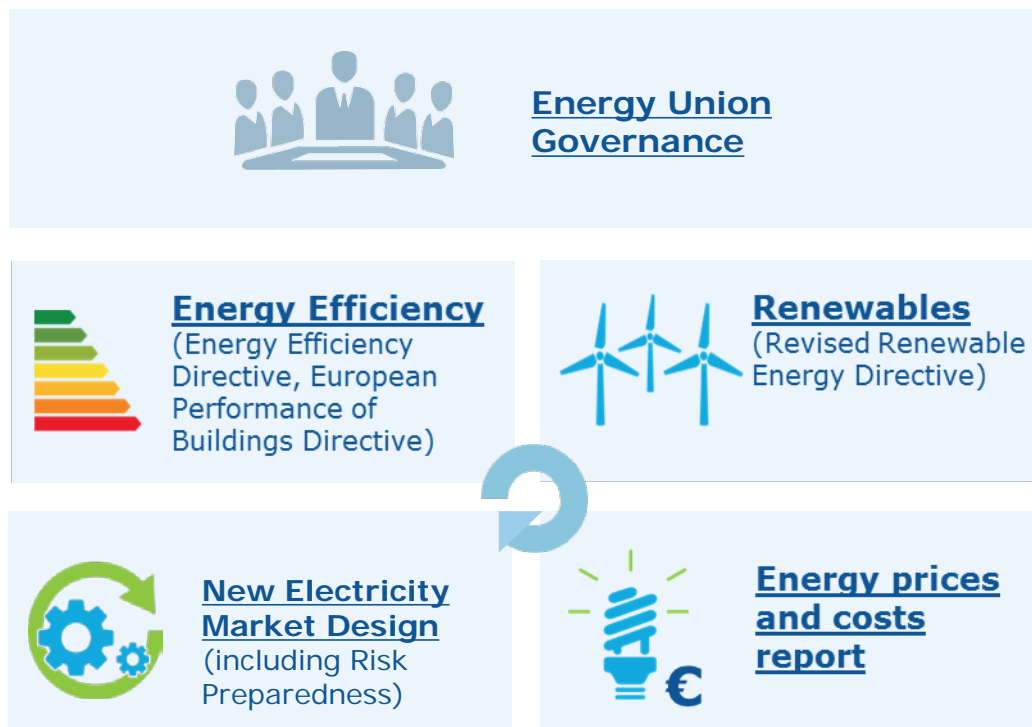 Energy Union
Governance
Energy Efficiency
(Energy Efficiency
Directive, European
Performance of
Buildings Directive)
Renewables
(Revised Renewable
Energy Directive)
New Electricity
Market Design
(including Risk
Preparedness)
Energy prices
and costs
report
€